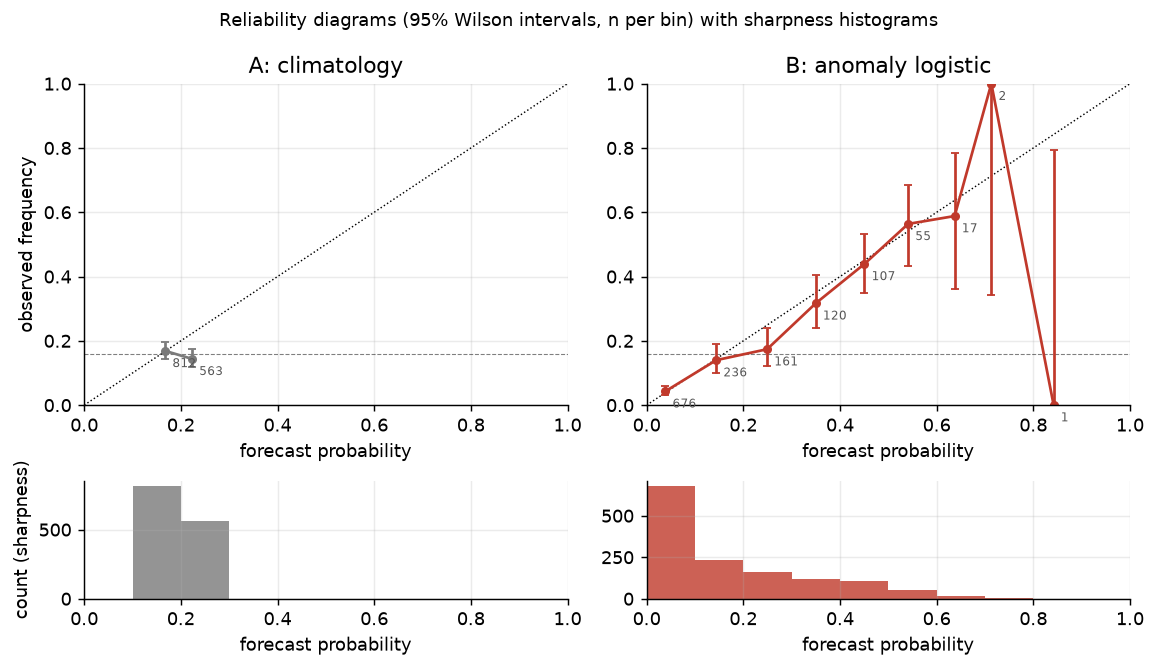 Reliability diagrams (95% Wilson intervals, n per bin) with sharpness histograms
A: climatology
observed frequency
1.0
0.8
0.6
0.4
0.2
0.0
812
563
0.0 0.2 0.4 0.6 0.8 1.0
forecast probability
B: anomaly logistic
1.0
0.8
0.6
0.4
0.2
0.0
676
236
161
120
107
55
17
2
1
0.0 0.2 0.4 0.6 0.8 1.0
forecast probability
count (sharpness)
500
0
0.0 0.2 0.4 0.6 0.8 1.0
forecast probability
500
250
0
0.0 0.2 0.4 0.6 0.8 1.0
forecast probability